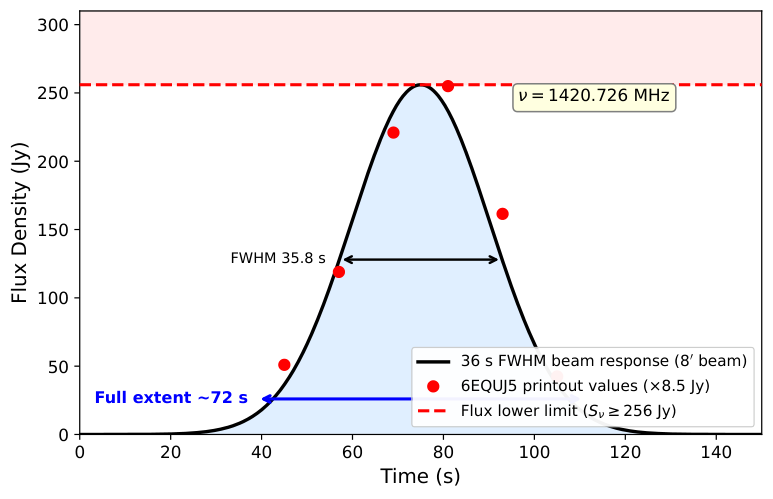 300
250
200
150
100
50
0
Flux Density (Jy)
ν = 1420.726 MHz
FWHM 35.8 s
Full extent ~72 s
36 s FWHM beam response (8′ beam)
6EQUJ5 printout values (×8.5 Jy)
Flux lower limit (Sν ≥ 256 Jy)
0 20 40 60 80 100 120 140
Time (s)